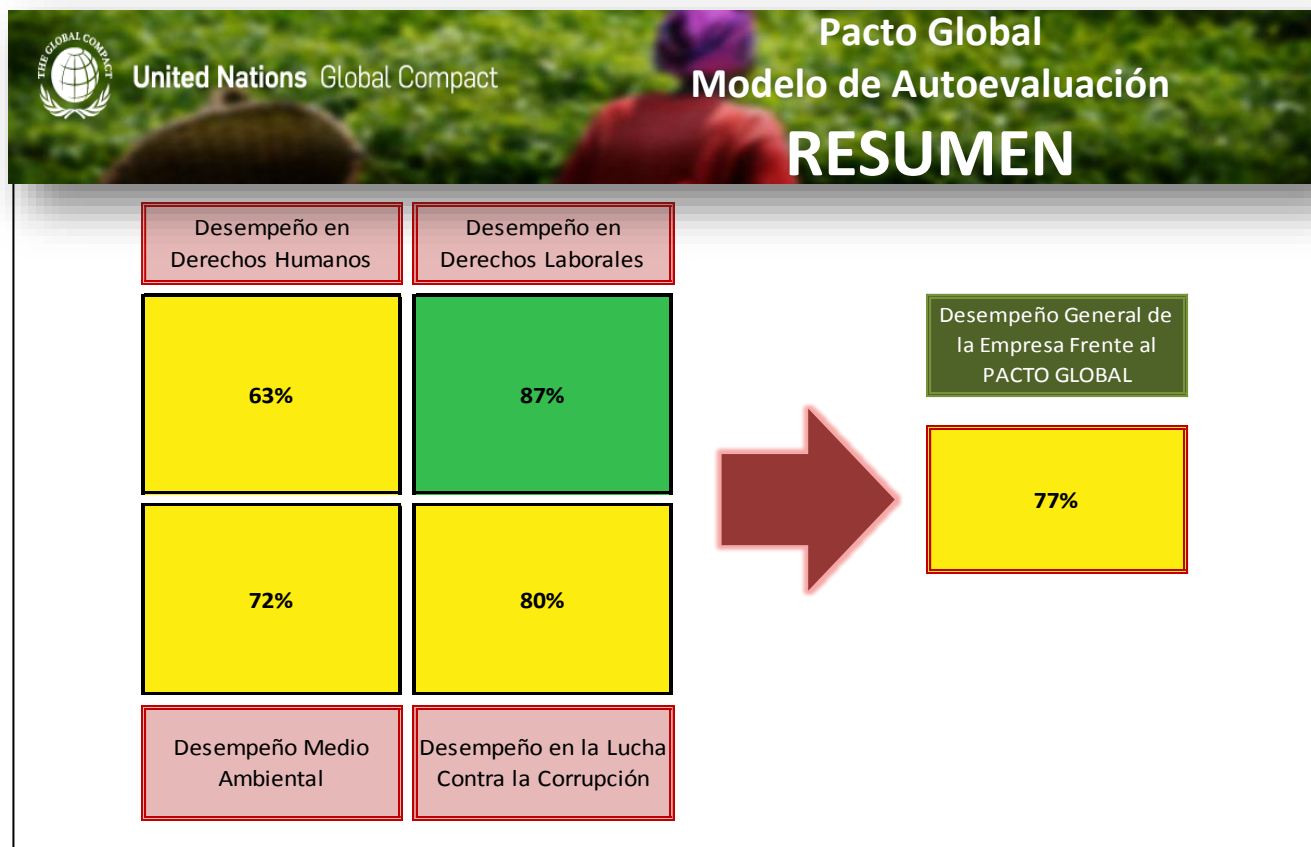 THE GLOBAL COMPACT
United Nations Global Compact
Pacto Global
Modelo de Autoevaluación
RESUMEN
Desempeño en
Derechos Humanos
Desempeño en
Derechos Laborales
63%
87%
72%
80%
Desempeño Medio
Ambiental
Desempeño en la Lucha
Contra la Corrupción
Desempeño General de
la Empresa Frente al
PACTO GLOBAL
77%